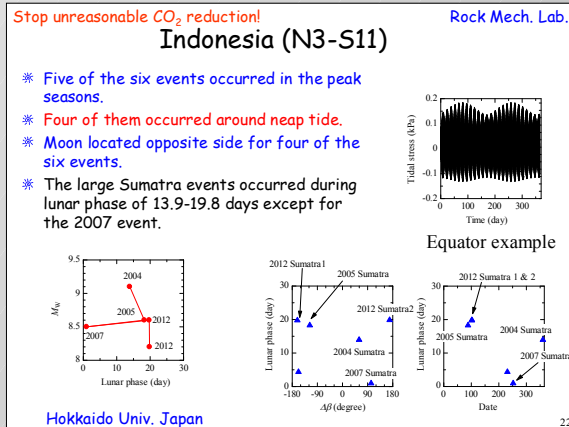 Stop unreasonable CO₂ reduction!
Rock Mech. Lab.
Indonesia (N3-S11)
※ Five of the six events occurred in the peak
seasons.
※ Four of them occurred around neap tide.
※ Moon located opposite side for four of the
six events.
※ The large Sumatra events occurred during
lunar phase of 13.9-19.8 days except for
the 2007 event.
0.2
0.1
0
-0.1
-0.2
Tidal stress (kPa)
0 100 200 300
Time (day)
Equator example
9.5
9
8.5
8
Mw
2004
2005
2012
2007
2012
0 10 20 30
Lunar phase (day)
2012 Sumatra1
2005 Sumatra
30
20
10
0
Lunar phase (day)
2012 Sumatra2
2004 Sumatra
2007 Sumatra
-180 -90 0 90 180
Δβ (degree)
2012 Sumatra 1 & 2
30
20
10
0
Lunar phase (day)
2005 Sumatra
2004 Sumatra
2007 Sumatra
0 100 200 300
Date
Hokkaido Univ. Japan
22